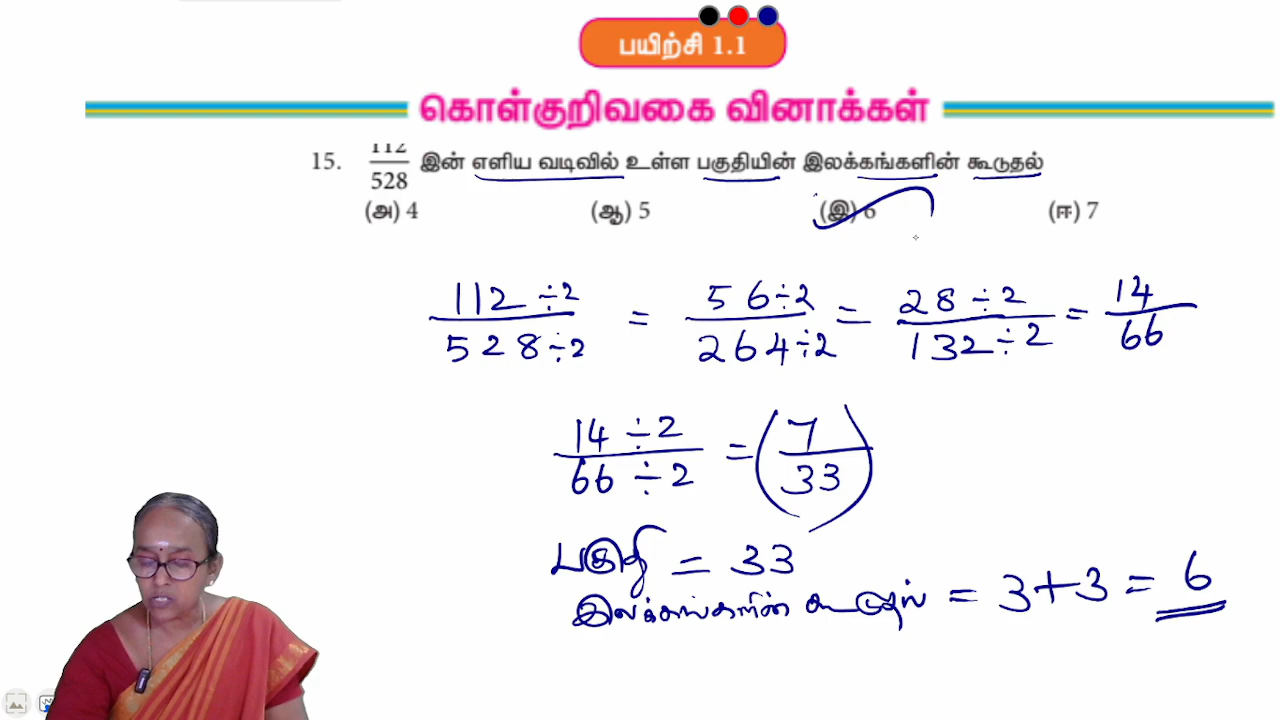 பயிற்சி 1.1
கொள்குறிவகை வினாக்கள்
15. 112/528 இன் எளிய வடிவில் உள்ள பகுதியின் இலக்கங்களின் கூடுதல்
(அ) 4 (ஆ) 5 (இ) 6 (ஈ) 7
112 ÷2 / 528 ÷2 = 56 ÷2 / 264 ÷2 = 28 ÷ 2 / 132 ÷ 2 = 14 / 66
14 ÷ 2 / 66 ÷ 2 = ( 7 / 33 )
பகுதி = 33
இலக்கங்களின் கூடுதல் = 3+3 = 6